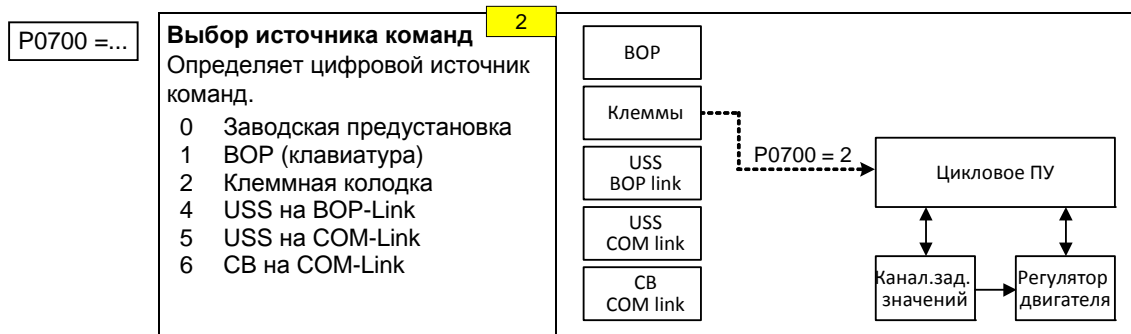 P0700 =...
Выбор источника команд
2
Определяет цифровой источник
команд.
0 Заводская предустановка
1 BOP (клавиатура)
2 Клеммная колодка
4 USS на BOP-Link
5 USS на COM-Link
6 CB на COM-Link
BOP
Клеммы
USS
BOP link
USS
COM link
CB
COM link
P0700 = 2
Цикловое ПУ
Канал.зад.
значений
Регулятор
двигателя